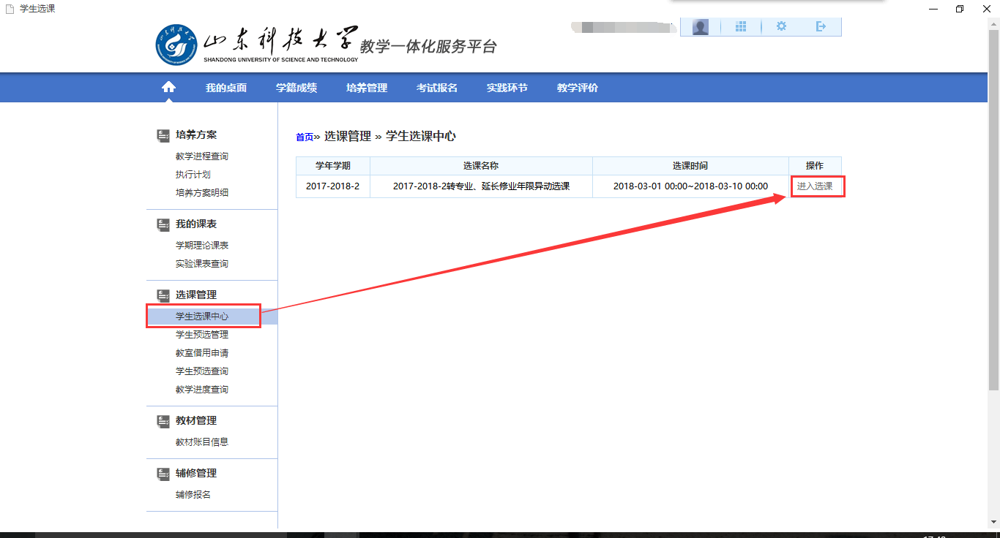 学生选课
山东科技大学 教学一体化服务平台
SHANDONG UNIVERSITY OF SCIENCE AND TECHNOLOGY
我的桌面 学籍成绩 培养管理 考试报名 实践环节 教学评价
培养方案
教学进程查询
执行计划
培养方案明细
我的课表
学期理论课表
实验课表查询
选课管理
学生选课中心
学生预选管理
教室借用申请
学生预选查询
教学进度查询
教材管理
教材账目信息
辅修管理
辅修报名
首页» 选课管理 » 学生选课中心
学年学期 选课名称 选课时间 操作
2017-2018-2 2017-2018-2转专业、延长修业年限异动选课 2018-03-01 00:00~2018-03-10 00:00 进入选课